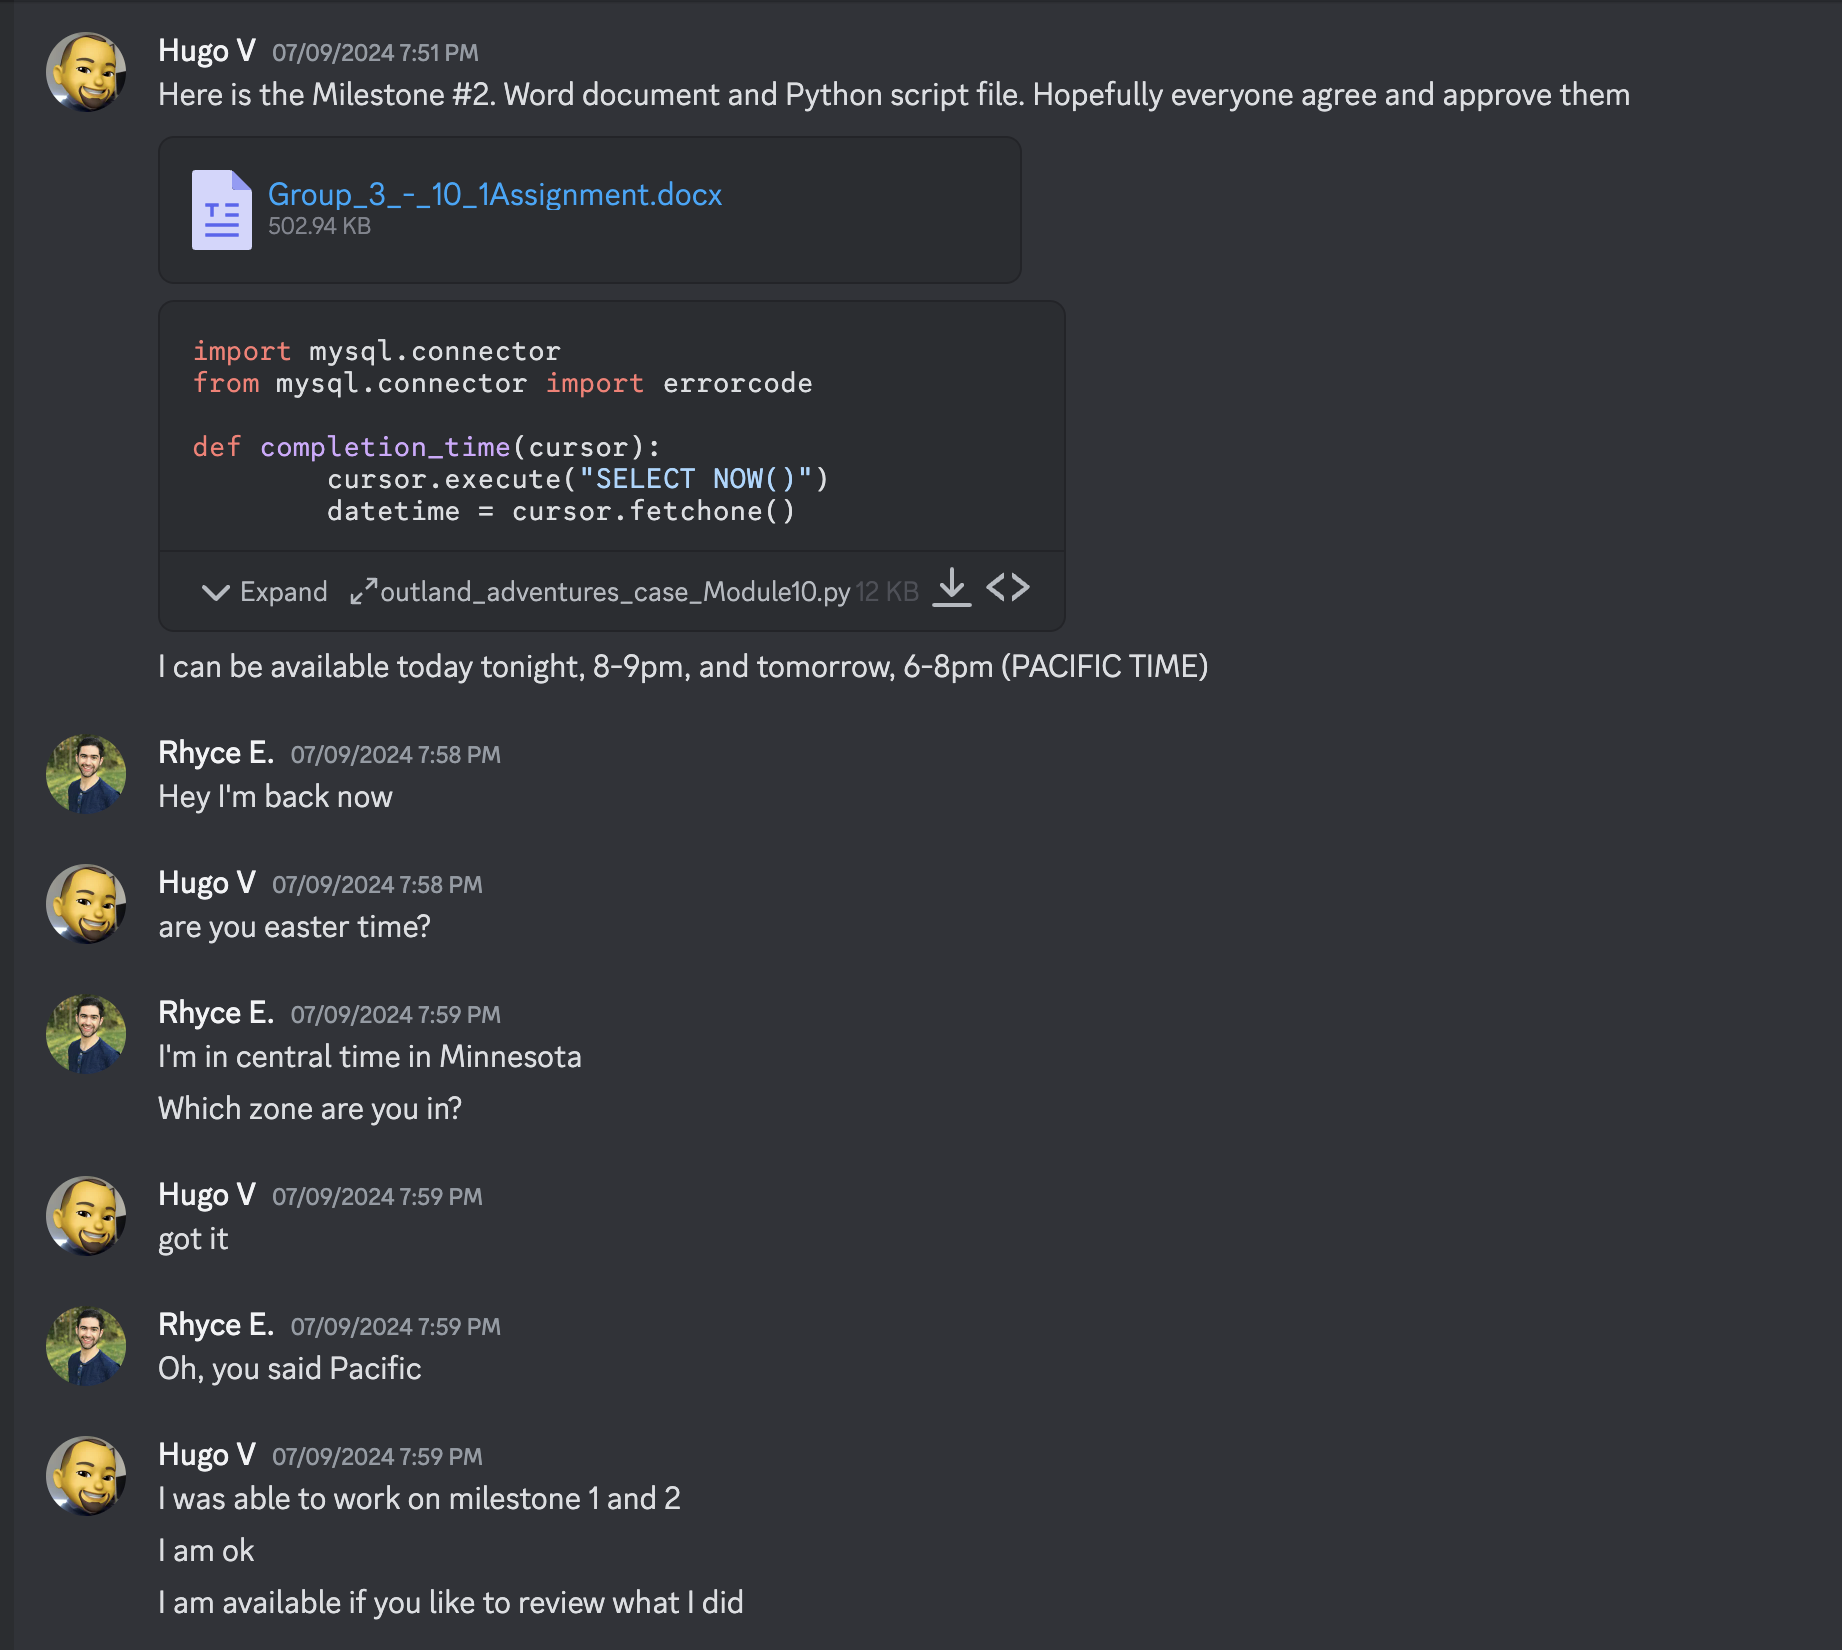 Hugo V 07/09/2024 7:51 PM
Here is the Milestone #2. Word document and Python script file. Hopefully everyone agree and approve them
Group_3_-_10_1Assignment.docx
502.94 KB
import mysql.connector
from mysql.connector import errorcode
def completion_time(cursor):
cursor.execute("SELECT NOW()")
datetime = cursor.fetchone()
Expand outland_adventures_case_Module10.py 12 KB
I can be available today tonight, 8-9pm, and tomorrow, 6-8pm (PACIFIC TIME)
Rhyce E. 07/09/2024 7:58 PM
Hey I'm back now
Hugo V 07/09/2024 7:58 PM
are you easter time?
Rhyce E. 07/09/2024 7:59 PM
I'm in central time in Minnesota
Which zone are you in?
Hugo V 07/09/2024 7:59 PM
got it
Rhyce E. 07/09/2024 7:59 PM
Oh, you said Pacific
Hugo V 07/09/2024 7:59 PM
I was able to work on milestone 1 and 2
I am ok
I am available if you like to review what I did